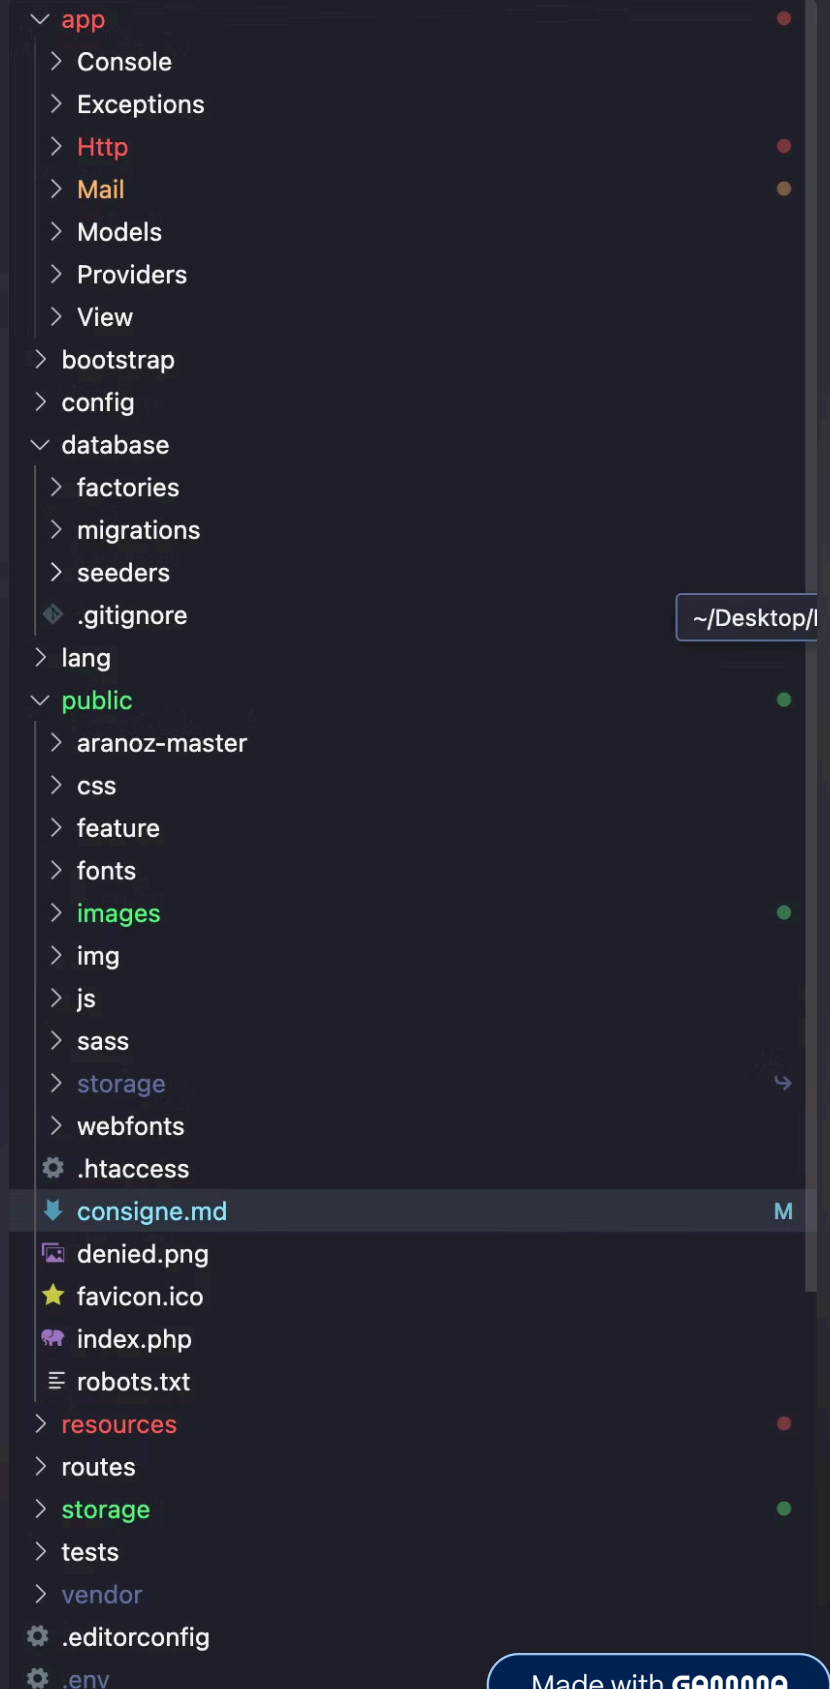 app
Console
Exceptions
Http
Mail
Models
Providers
View
bootstrap
config
database
factories
migrations
seeders
.gitignore
~/Desktop/
lang
public
aranoz-master
css
feature
fonts
images
img
js
sass
storage
webfonts
.htaccess
consigne.md M
denied.png
favicon.ico
index.php
robots.txt
resources
routes
storage
tests
vendor
.editorconfig
.env
Made with